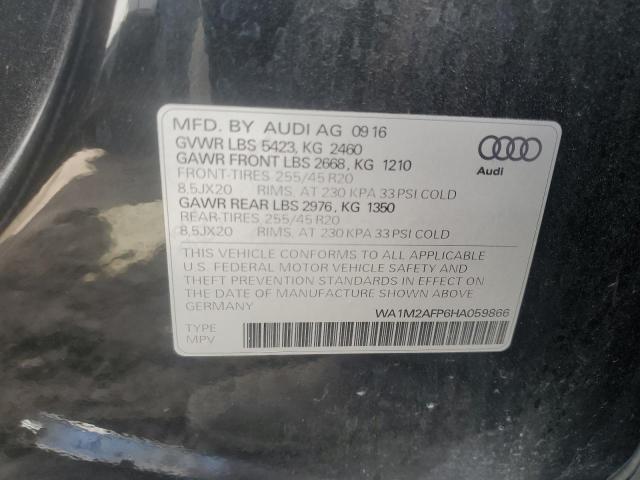 MFD. BY AUDI AG 09 16
GVWR LBS 5423, KG 2460
GAWR FRONT LBS 2668, KG 1210
FRONT-TIRES 255/45 R20
8,5JX20 RIMS, AT 230 KPA 33 PSI COLD
GAWR REAR LBS 2976, KG 1350
REAR-TIRES 255/45 R20
8,5JX20 RIMS, AT 230 KPA 33 PSI COLD
Audi
THIS VEHICLE CONFORMS TO ALL APPLICABLE
U.S. FEDERAL MOTOR VEHICLE SAFETY AND
THEFT PREVENTION STANDARDS IN EFFECT ON
THE DATE OF MANUFACTURE SHOWN ABOVE.
GERMANY
WA1M2AFP6HA059866
TYPE
MPV